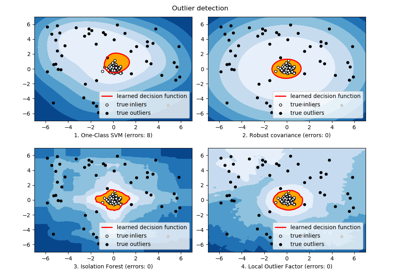 Outlier detection
6
4
2
0
−2
−4
−6
learned decision function
true inliers
true outliers
−6 −4 −2 0 2 4 6
1. One-Class SVM (errors: 8)
6
4
2
0
−2
−4
−6
learned decision function
true inliers
true outliers
−6 −4 −2 0 2 4 6
2. Robust covariance (errors: 0)
6
4
2
0
−2
−4
−6
learned decision function
true inliers
true outliers
−6 −4 −2 0 2 4 6
3. Isolation Forest (errors: 0)
6
4
2
0
−2
−4
−6
learned decision function
true inliers
true outliers
−6 −4 −2 0 2 4 6
4. Local Outlier Factor (errors: 0)